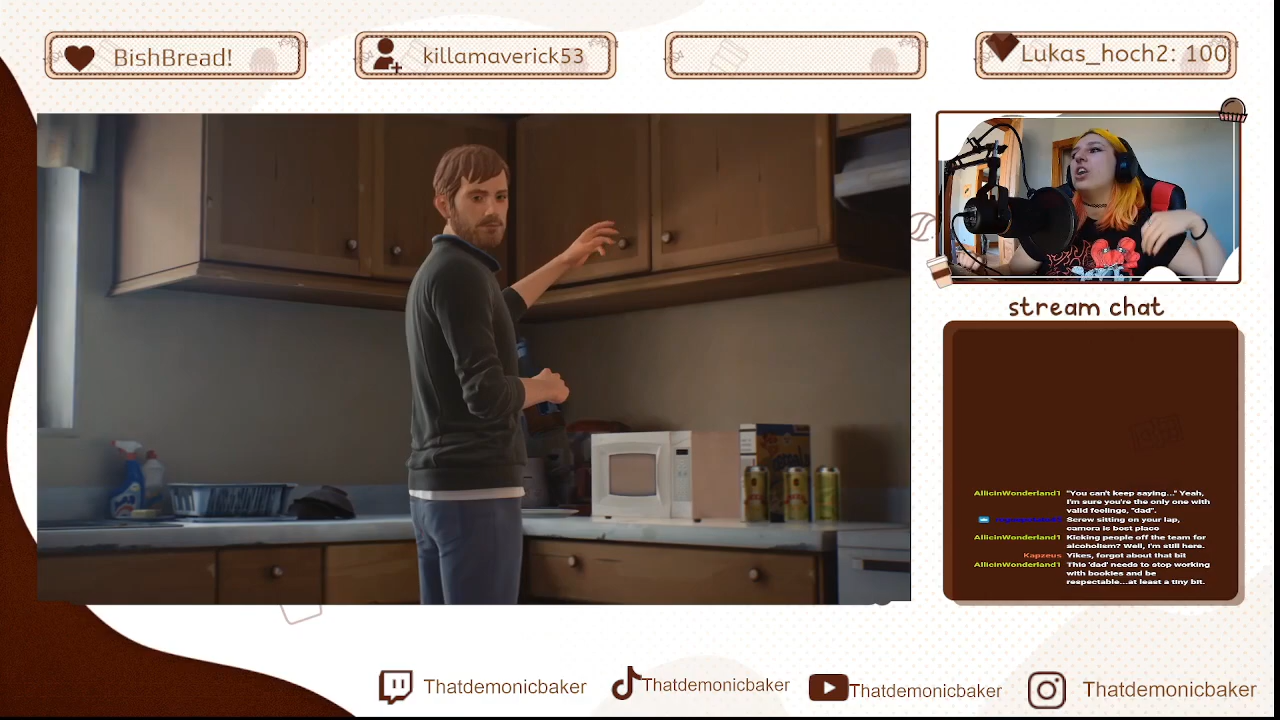 BishBread!
killamaverick53
Lukas_hoch2: 100
stream chat
AllicinWonderland1 "You can't keep saying..." Yeah,
I'm sure you're the only one with
valid feelings, "dad".
Screw sitting on your lap,
camera is best place
AllicinWonderland1 Kicking people off the team for
alcoholism? Well, I'm still here.
Kapzeus Yikes, forgot about that bit
AllicinWonderland1 This 'dad' needs to stop working
with bookies and be
respectable...at least a tiny bit.
Thatdemonicbaker
Thatdemonicbaker
Thatdemonicbaker
Thatdemonicbaker